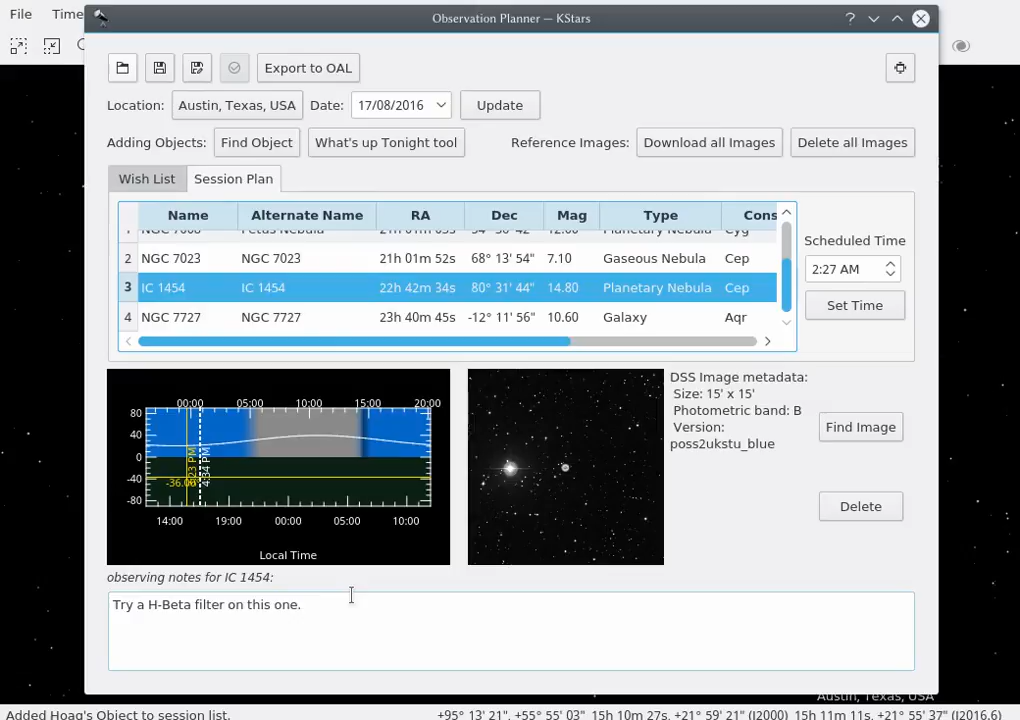 File Time
Observation Planner — KStars
Export to OAL
Location: Austin, Texas, USA Date: 17/08/2016 Update
Adding Objects: Find Object What's up Tonight tool Reference Images: Download all Images Delete all Images
Wish List Session Plan
Name Alternate Name RA Dec Mag Type Cons
2 NGC 7023 NGC 7023 21h 01m 52s 68° 13' 54" 7.10 Gaseous Nebula Cep
3 IC 1454 IC 1454 22h 42m 34s 80° 31' 44" 14.80 Planetary Nebula Cep
4 NGC 7727 NGC 7727 23h 40m 45s -12° 11' 56" 10.60 Galaxy Aqr
Scheduled Time
2:27 AM
Set Time
00:00 05:00 10:00 15:00 20:00
80
40
0
-40
-80
4:34 PM
14:00 19:00 00:00 05:00 10:00
Local Time
DSS Image metadata:
Size: 15' x 15'
Photometric band: B
Version:
poss2ukstu_blue
Find Image
Delete
observing notes for IC 1454:
Try a H-Beta filter on this one.
Austin, Texas, USA
Added Hoag's Object to session list. +95° 13' 21", +55° 55' 03" 15h 10m 27s, +21° 59' 21" (J2000) 15h 11m 11s, +21° 55' 37" (J2016.6)